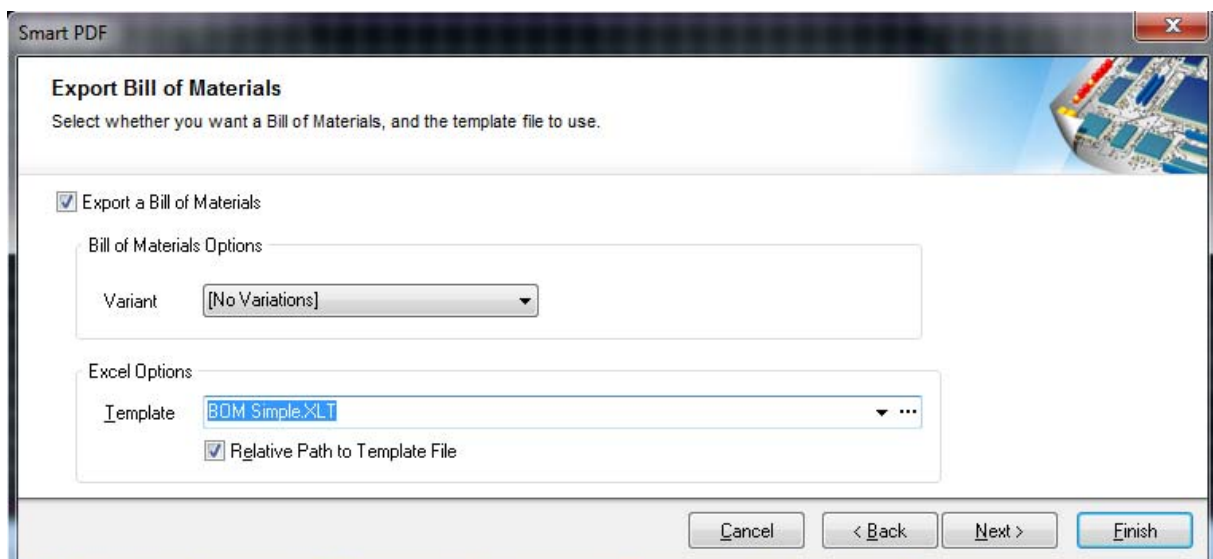 Smart PDF
Export Bill of Materials
Select whether you want a Bill of Materials, and the template file to use.
Export a Bill of Materials
Bill of Materials Options
Variant [No Variations]
Excel Options
Template BOM Simple.XLT
Relative Path to Template File
Cancel < Back Next > Finish